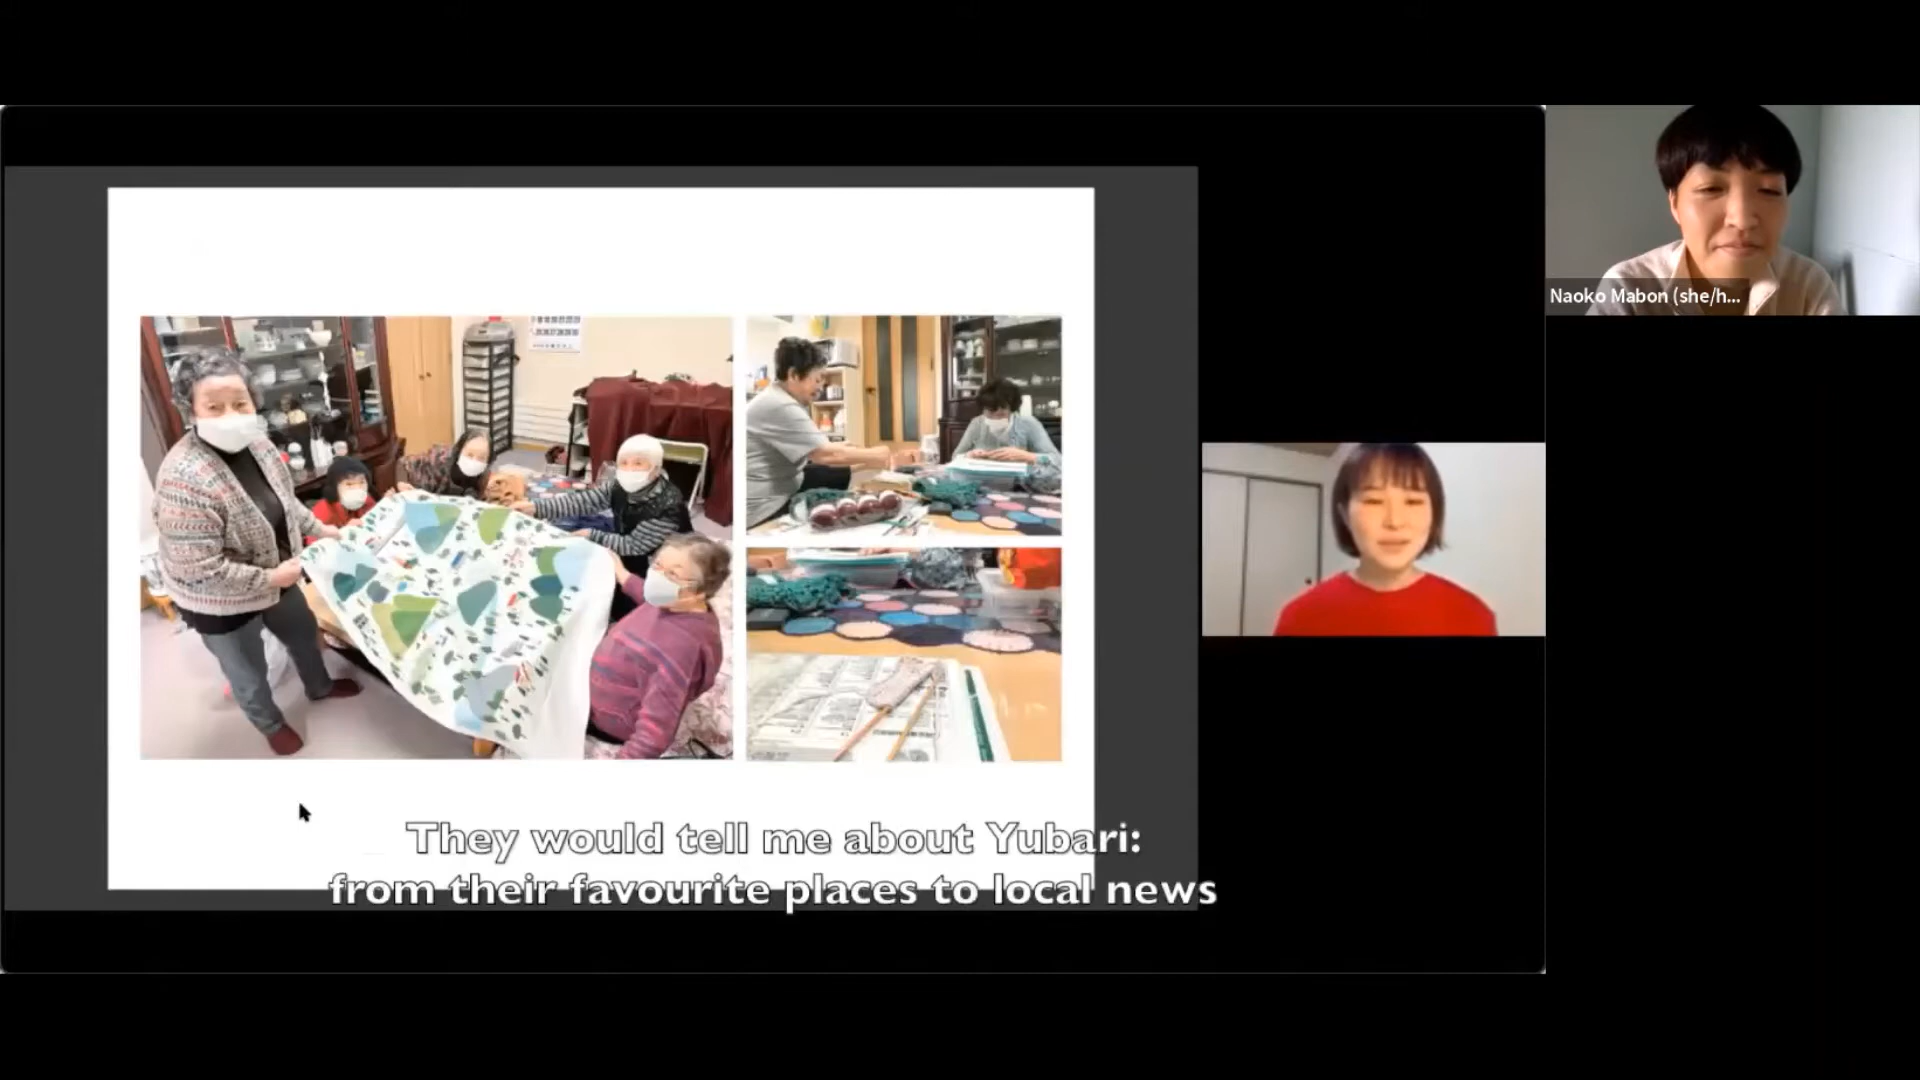 Naoko Mabon (she/h...
They would tell me about Yubari:
from their favourite places to local news